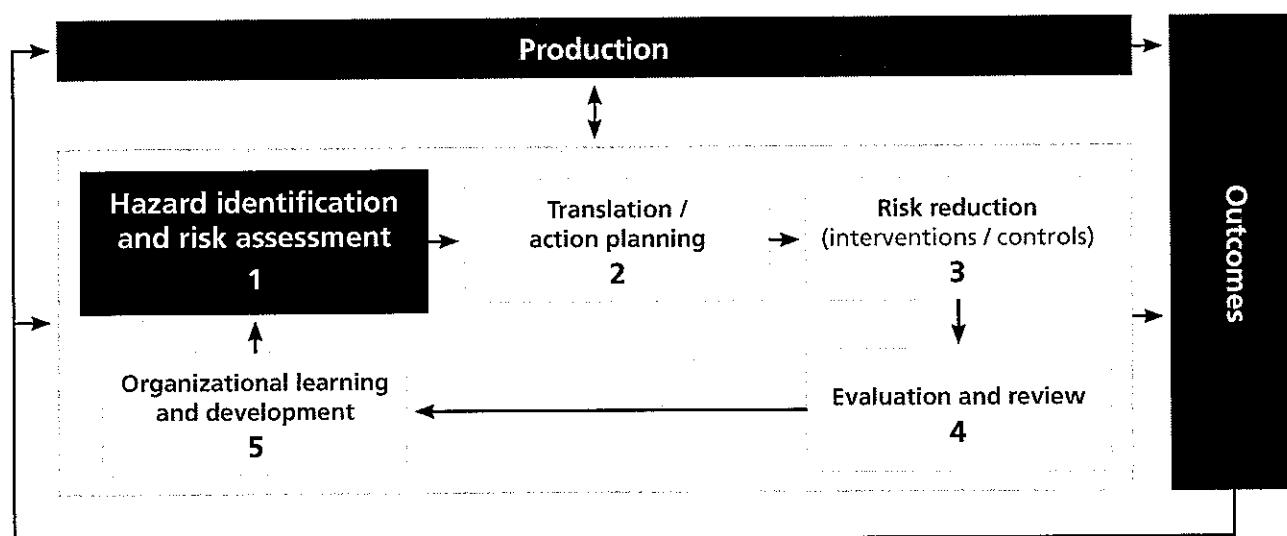 Production
Hazard identification
and risk assessment
1
Translation /
action planning
2
Risk reduction
(interventions / controls)
3
Evaluation and review
4
Organizational learning
and development
5
Outcomes